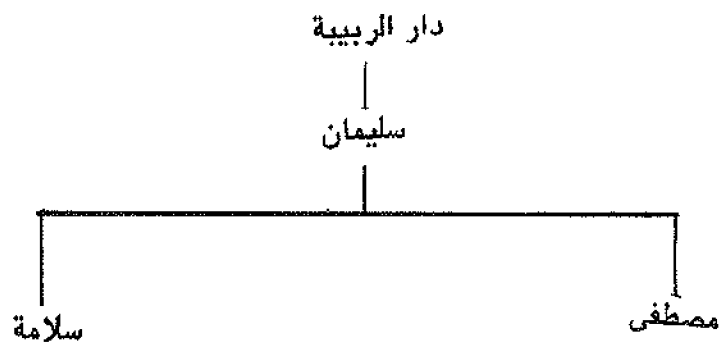 دار الربيبة
سليمان
مصطفى
سلامة